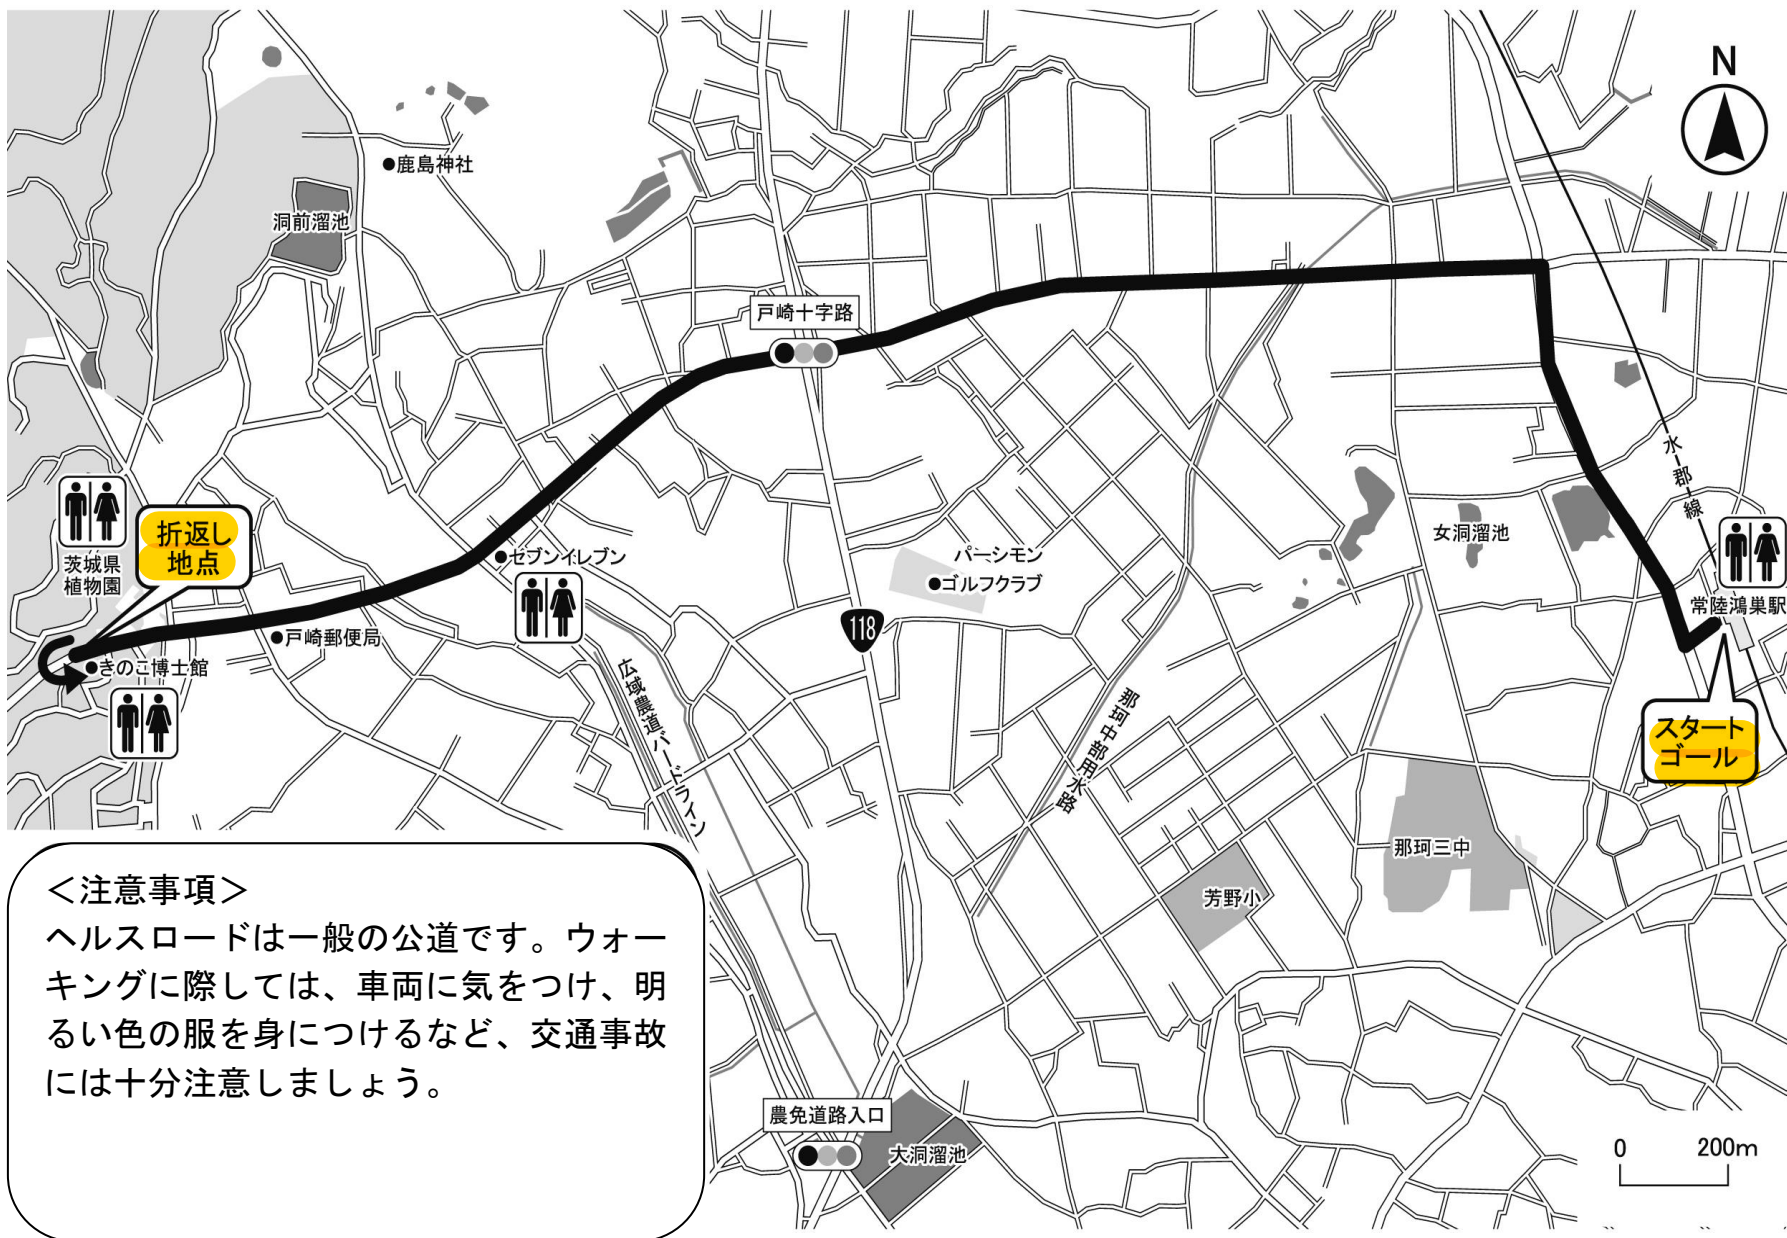 N
鹿島神社
洞前溜池
戸崎十字路
水郡線
折返し
地点
茨城県
植物園
セブンイレブン
パーシモン
ゴルフクラブ
女洞溜池
常陸鴻巣駅
戸崎郵便局
118
きのこ博士館
広域農道バードライン
那珂中部用水路
スタート
ゴール
那珂三中
芳野小
＜注意事項＞
ヘルスロードは一般の公道です。ウォー
キングに際しては、車両に気をつけ、明
るい色の服を身につけるなど、交通事故
には十分注意しましょう。
農免道路入口
大洞溜池
0 200m